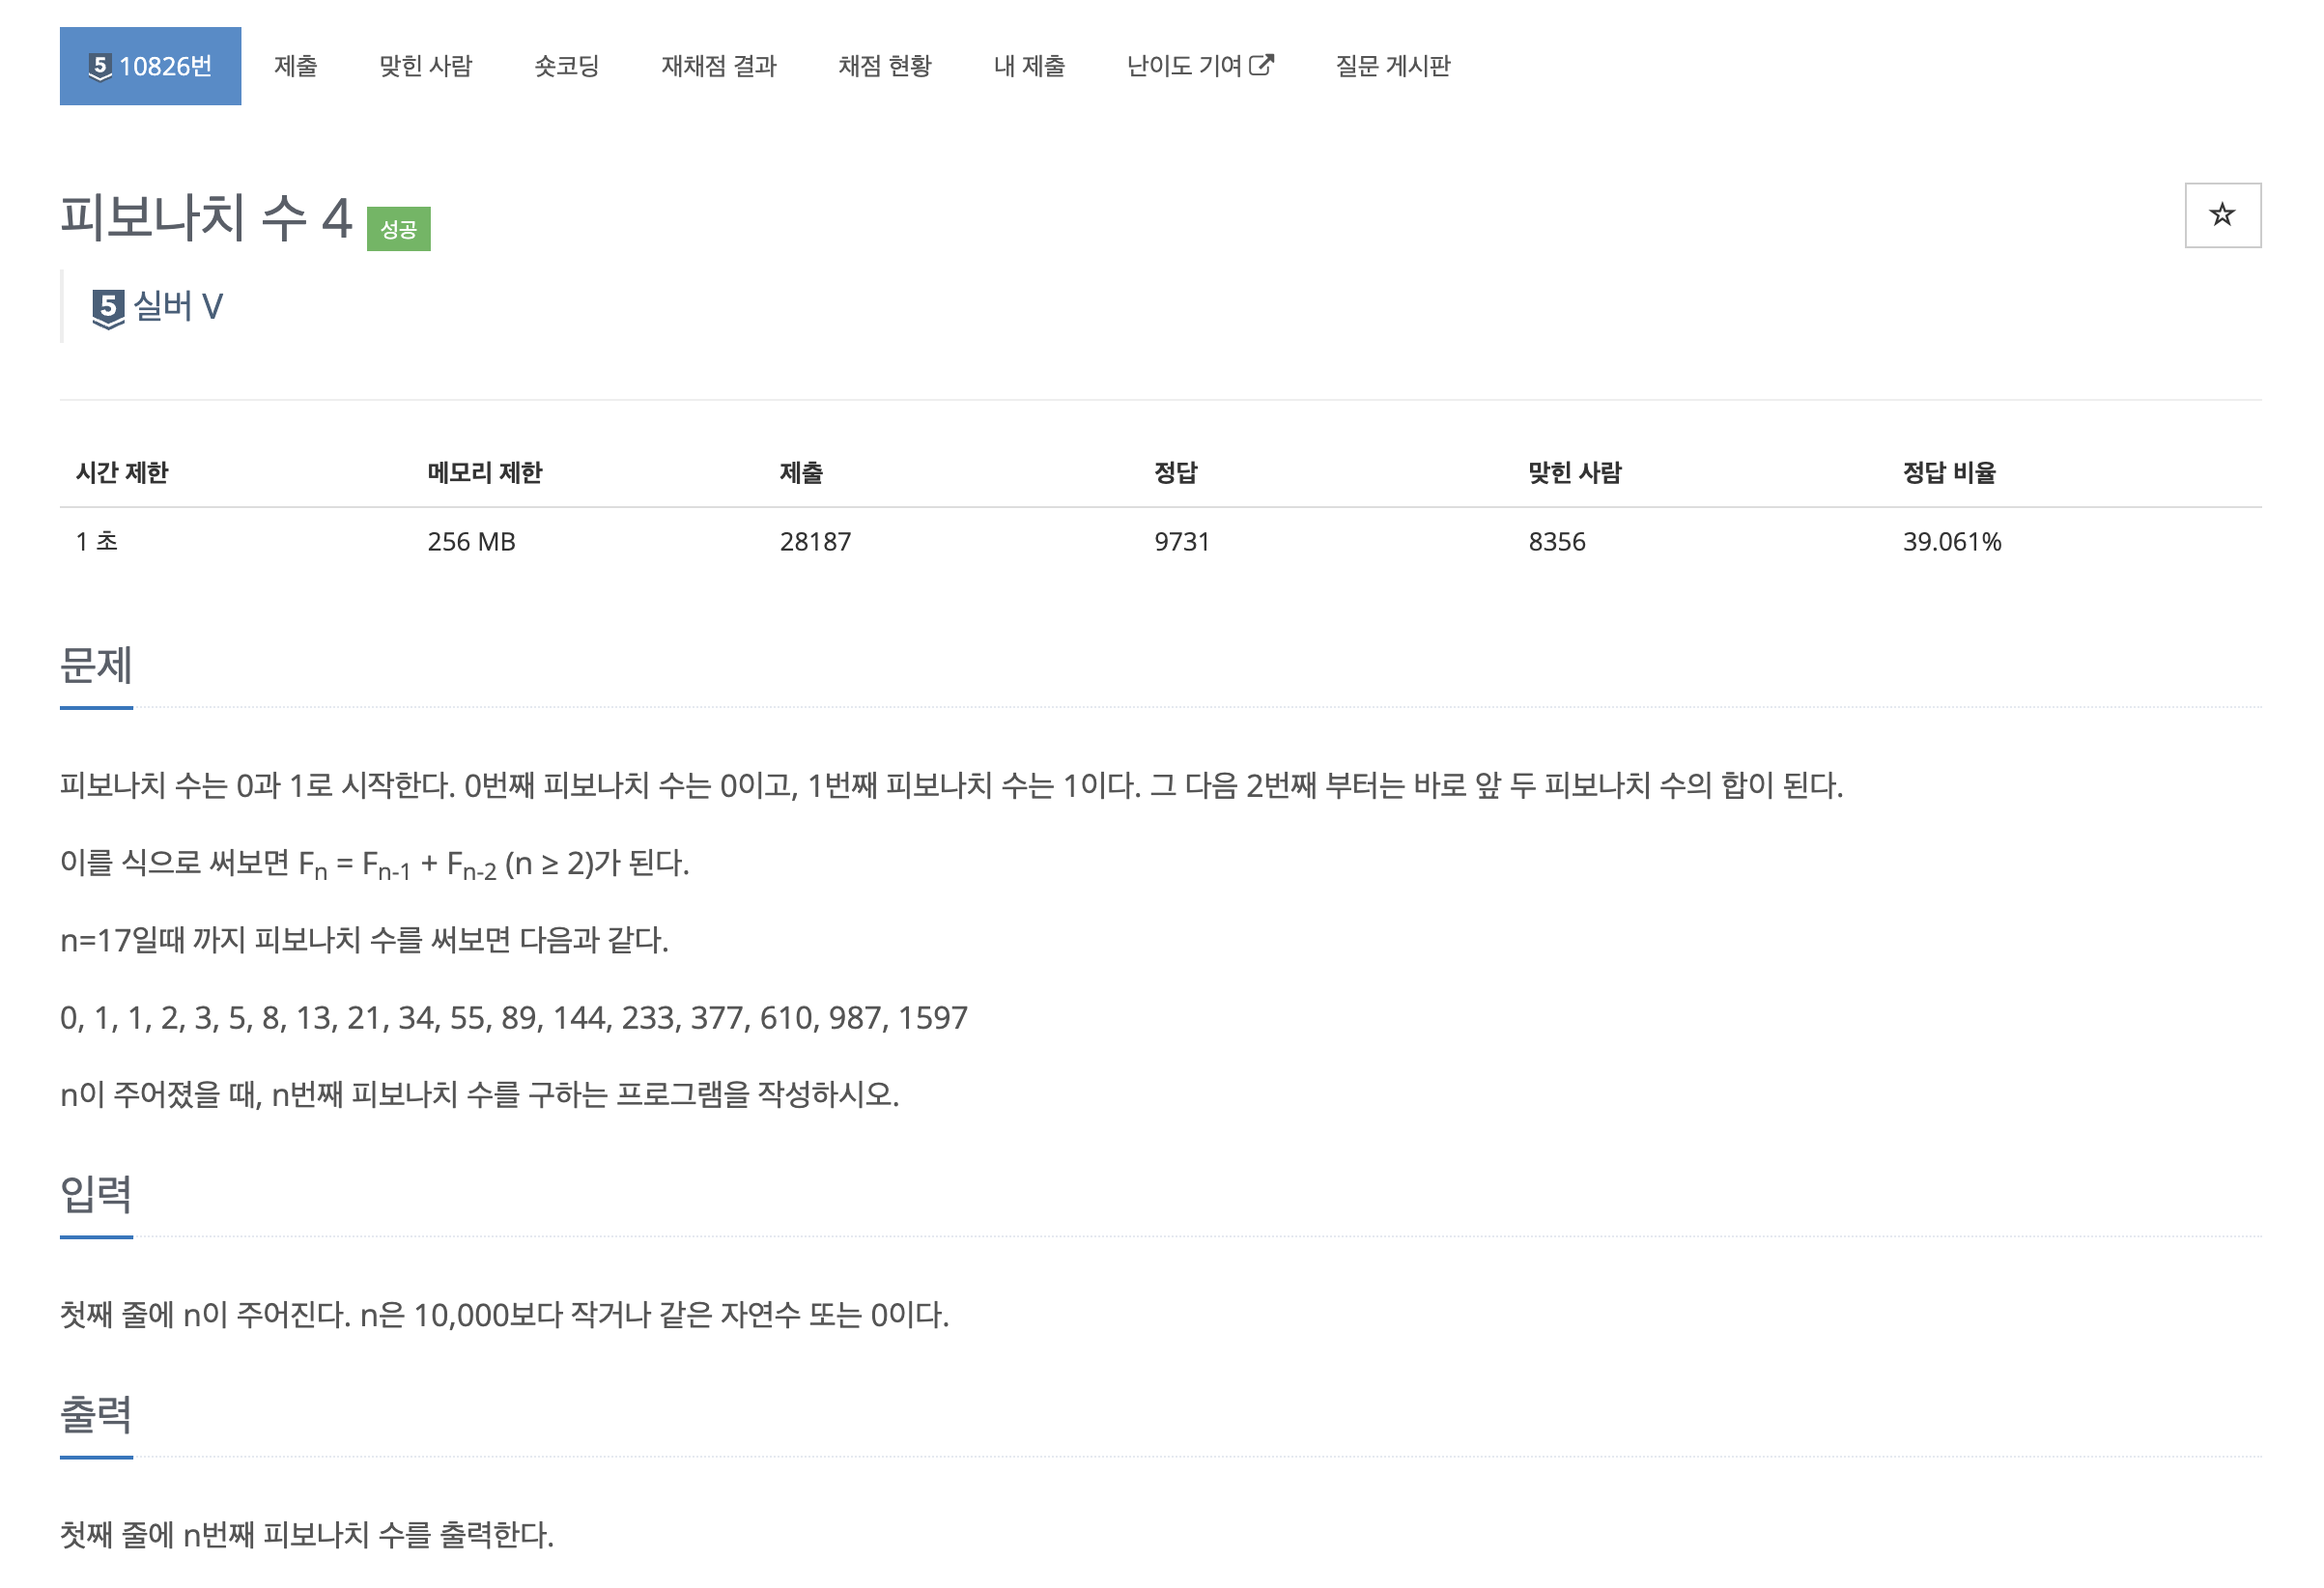 5 10826번 제출 맞힌 사람 숏코딩 재채점 결과 채점 현황 내 제출 난이도 기여 질문 게시판
피보나치 수 4 성공
5 실버 V
시간 제한 메모리 제한 제출 정답 맞힌 사람 정답 비율
1 초 256 MB 28187 9731 8356 39.061%
문제
피보나치 수는 0과 1로 시작한다. 0번째 피보나치 수는 0이고, 1번째 피보나치 수는 1이다. 그 다음 2번째 부터는 바로 앞 두 피보나치 수의 합이 된다.
이를 식으로 써보면 Fn = Fn-1 + Fn-2 (n ≥ 2)가 된다.
n=17일때 까지 피보나치 수를 써보면 다음과 같다.
0, 1, 1, 2, 3, 5, 8, 13, 21, 34, 55, 89, 144, 233, 377, 610, 987, 1597
n이 주어졌을 때, n번째 피보나치 수를 구하는 프로그램을 작성하시오.
입력
첫째 줄에 n이 주어진다. n은 10,000보다 작거나 같은 자연수 또는 0이다.
출력
첫째 줄에 n번째 피보나치 수를 출력한다.